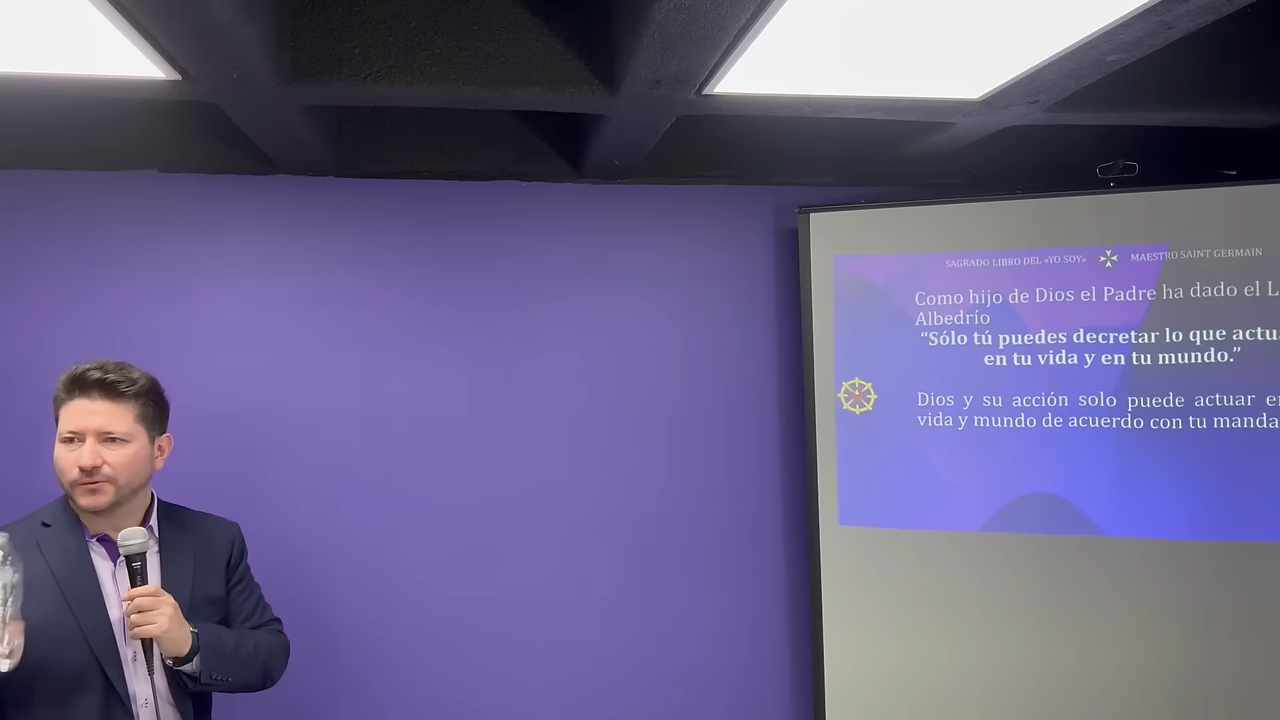 SAGRADO LIBRO DEL «YO SOY» MAESTRO SAINT GERMAIN
Como hijo de Dios el Padre ha dado el
Albedrío
“Sólo tú puedes decretar lo que
en tu vida y en tu mundo.”
Dios y su acción solo puede actuar
vida y mundo de acuerdo con tu